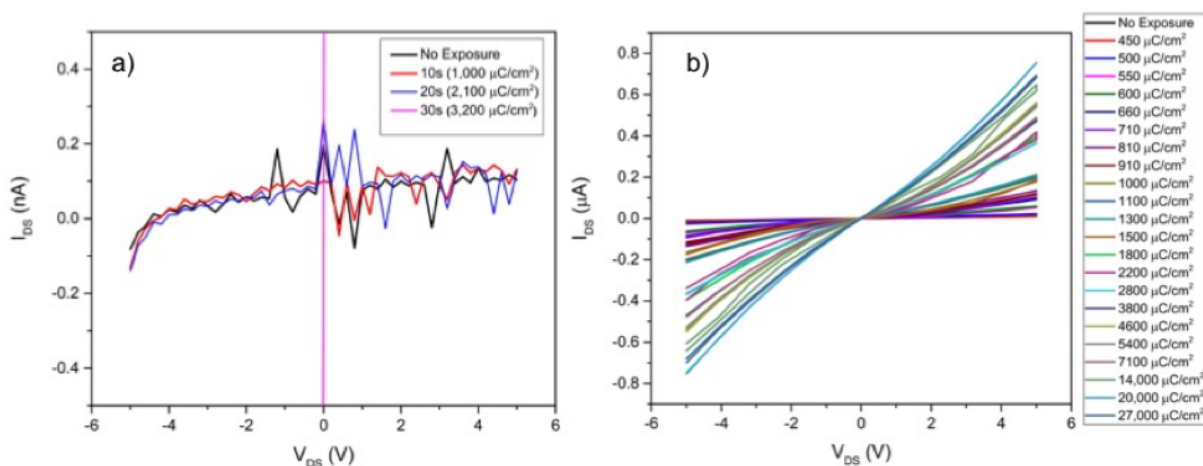 a)
No Exposure
10s (1,000 μC/cm²)
20s (2,100 μC/cm²)
30s (3,200 μC/cm²)
0.4
0.2
0.0
0.2
-0.4
I_DS (nA)
-6 -4 -2 0 2 4 6
V_DS (V)
b)
0.8
0.6
0.4
0.2
0.0
-0.2
-0.4
-0.6
-0.8
I_DS (μA)
-6 -4 -2 0 2 4 6
V_DS (V)
No Exposure
450 μC/cm²
500 μC/cm²
550 μC/cm²
600 μC/cm²
660 μC/cm²
710 μC/cm²
810 μC/cm²
910 μC/cm²
1000 μC/cm²
1100 μC/cm²
1300 μC/cm²
1500 μC/cm²
1800 μC/cm²
2200 μC/cm²
2800 μC/cm²
3800 μC/cm²
4600 μC/cm²
5400 μC/cm²
7100 μC/cm²
14,000 μC/cm²
20,000 μC/cm²
27,000 μC/cm²